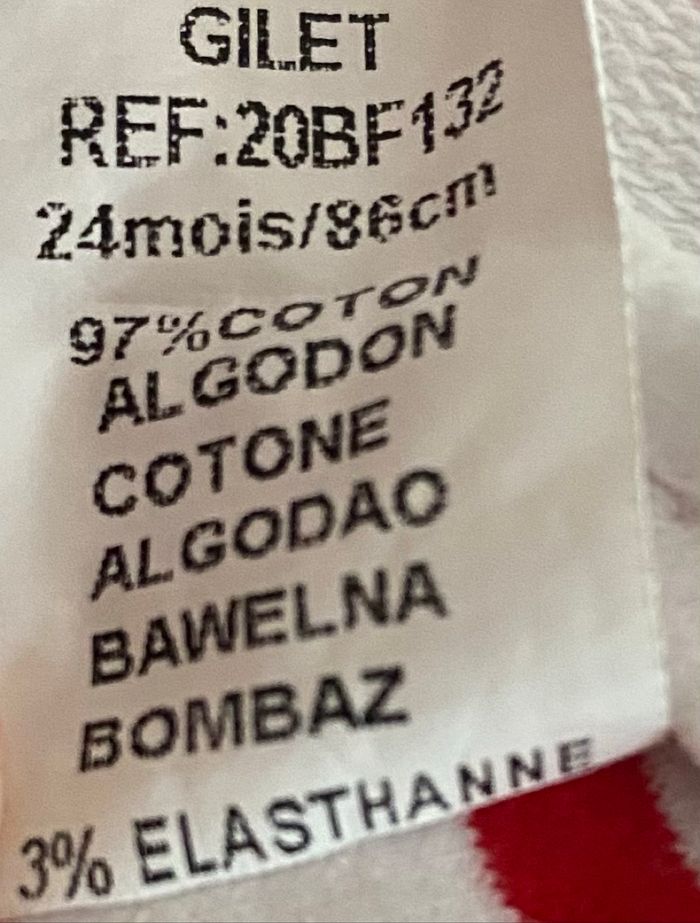 GILET
REF:20BF132
24mois/86cm
97%COTON
ALGODON
COTONE
ALGODAO
BAWELNA
BOMBAZ
3% ELASTHANNE